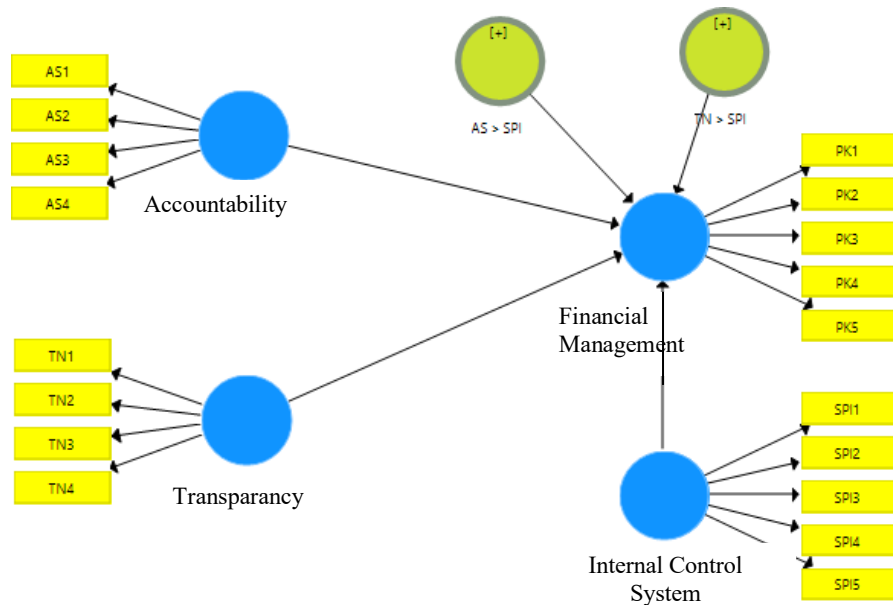 [+]
[+]
AS1
AS2
AS3
AS4
AS > SPI
TN > SPI
Accountability
PK1
PK2
PK3
PK4
PK5
Financial
Management
TN1
TN2
TN3
TN4
Transparancy
SPI1
SPI2
SPI3
SPI4
SPI5
Internal Control
System